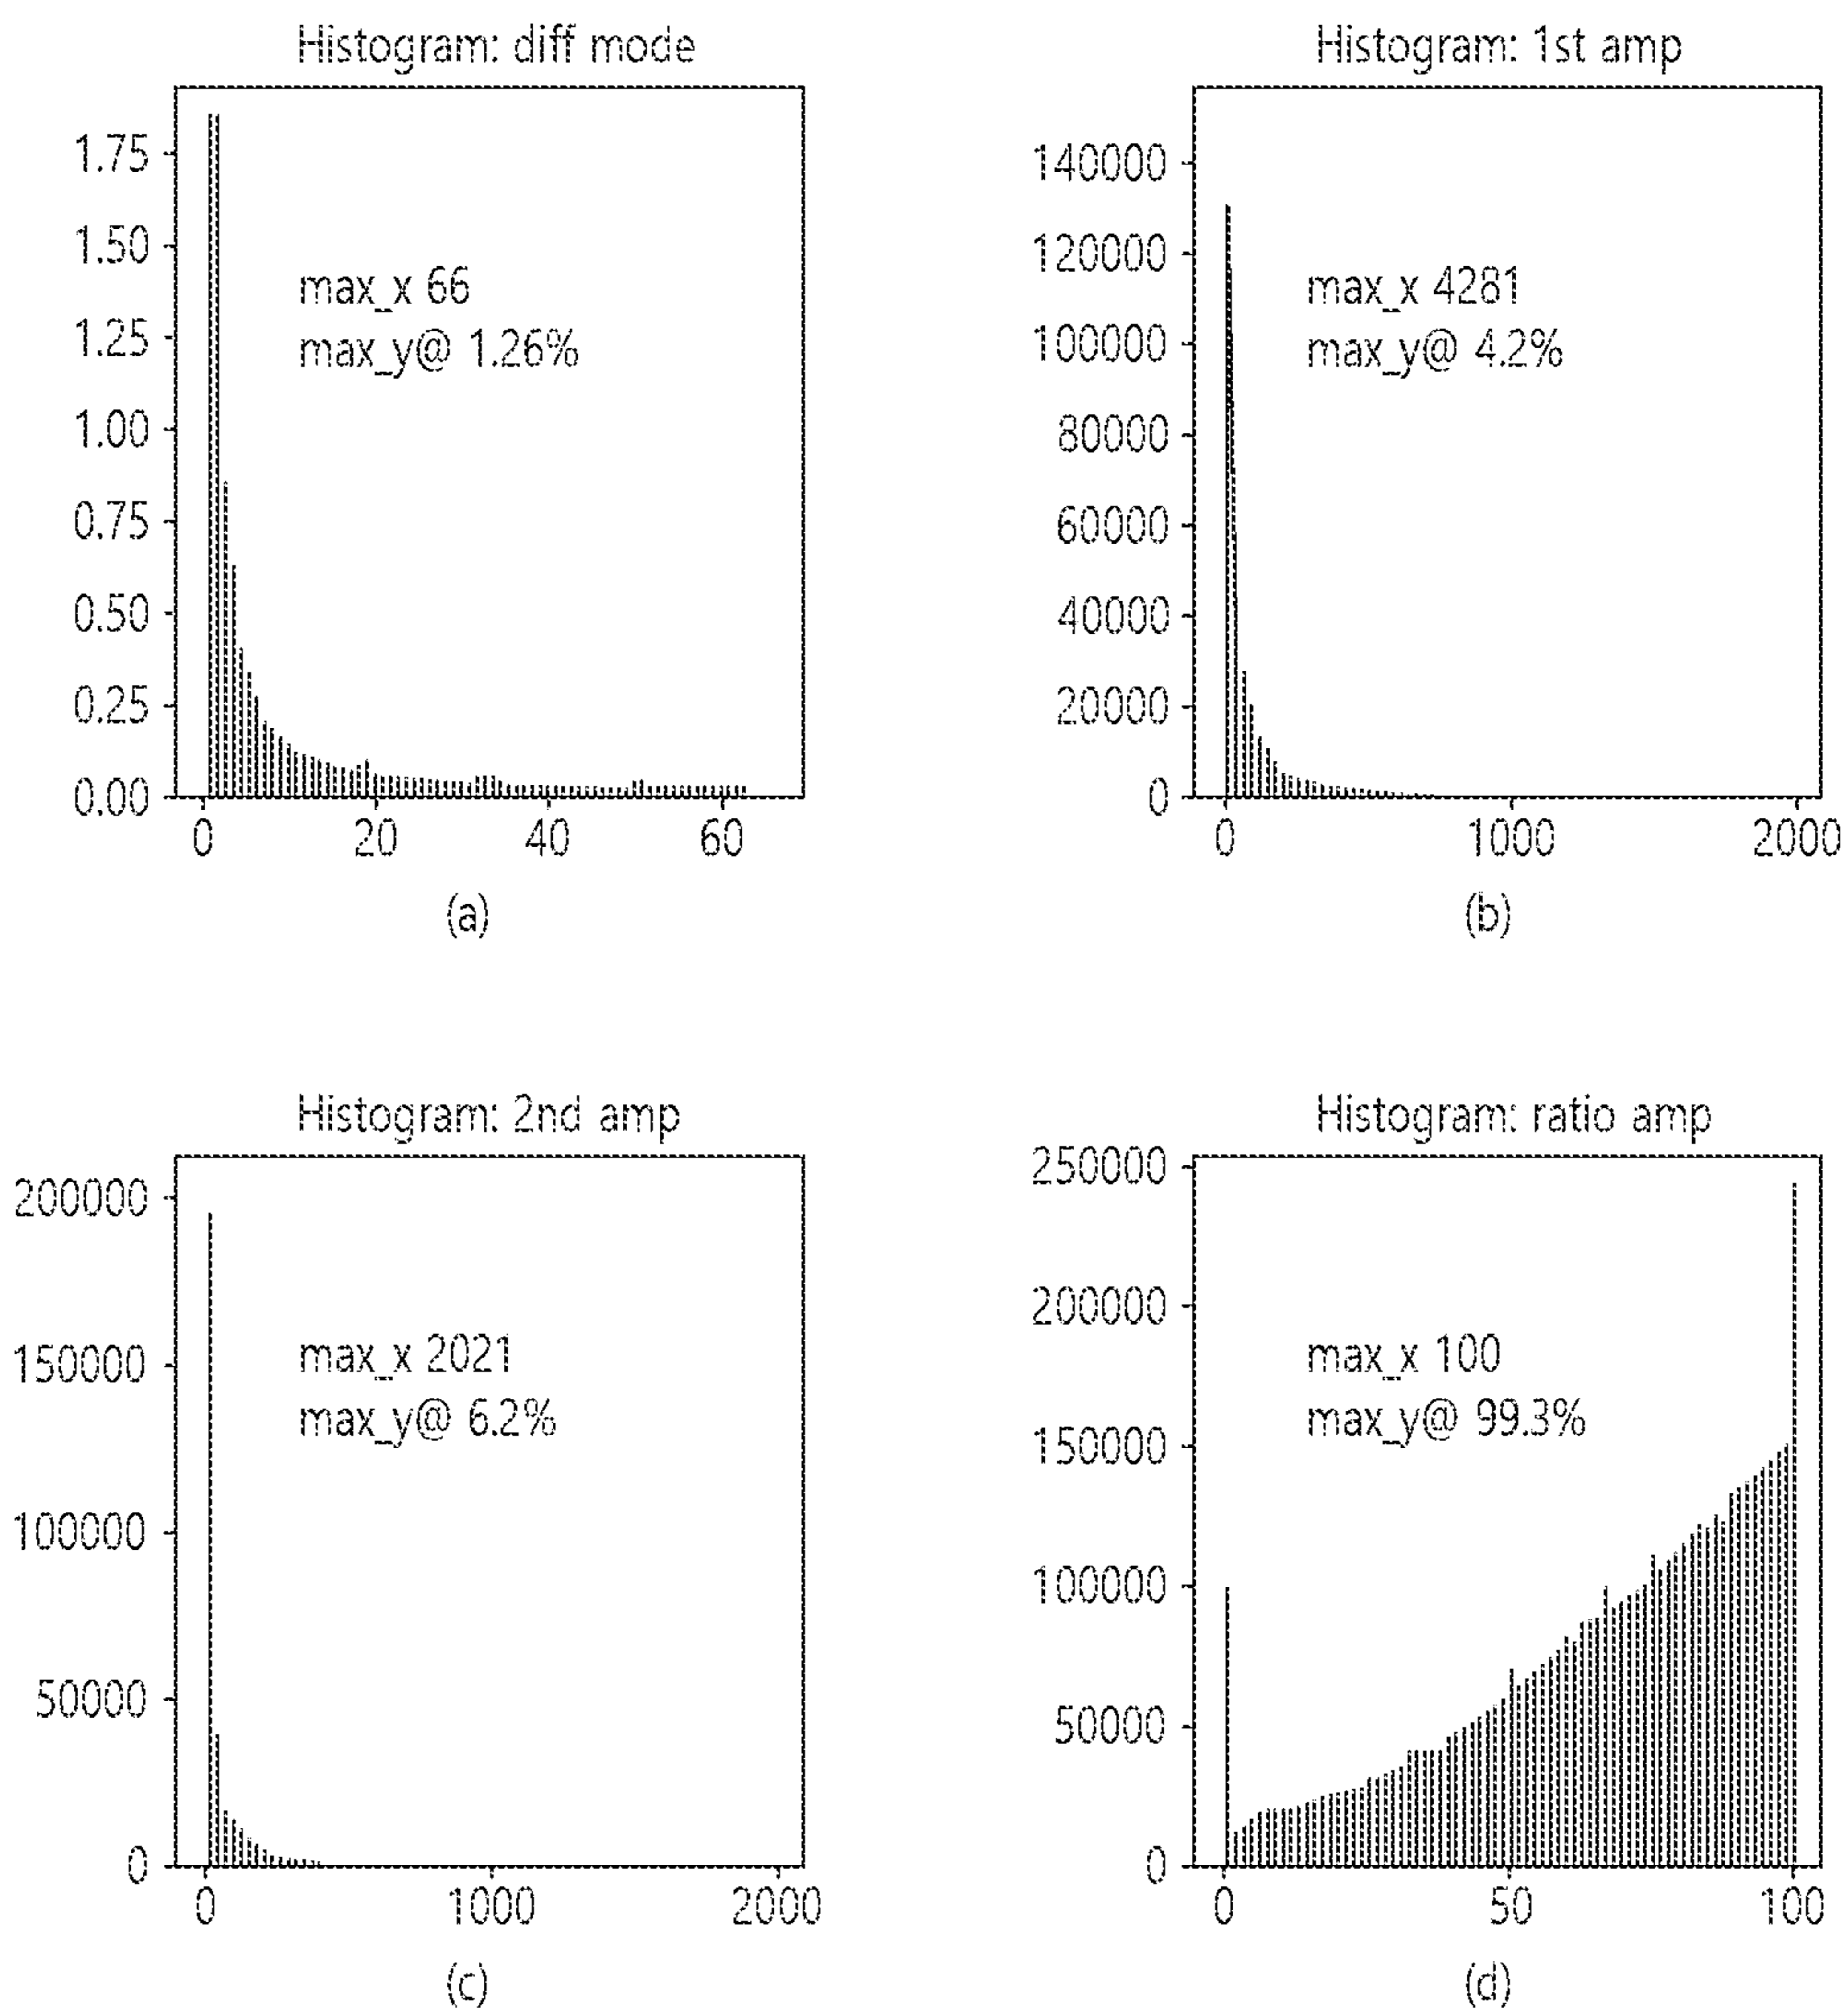 Histogram: diff mode
1.75
1.50
1.25
1.00
0.75
0.50
0.25
0.00
max_x 66
max_y@ 1.26%
0 20 40 60
(a)
Histogram: 1st amp
140000
120000
100000
80000
60000
40000
20000
0
max_x 4281
max_y@ 4.2%
0 1000 2000
(b)
Histogram: 2nd amp
200000
150000
100000
50000
0
max_x 2021
max_y@ 6.2%
0 1000 2000
(c)
Histogram: ratio amp
250000
200000
150000
100000
50000
0
max_x 100
max_y@ 99.3%
0 50 100
(d)